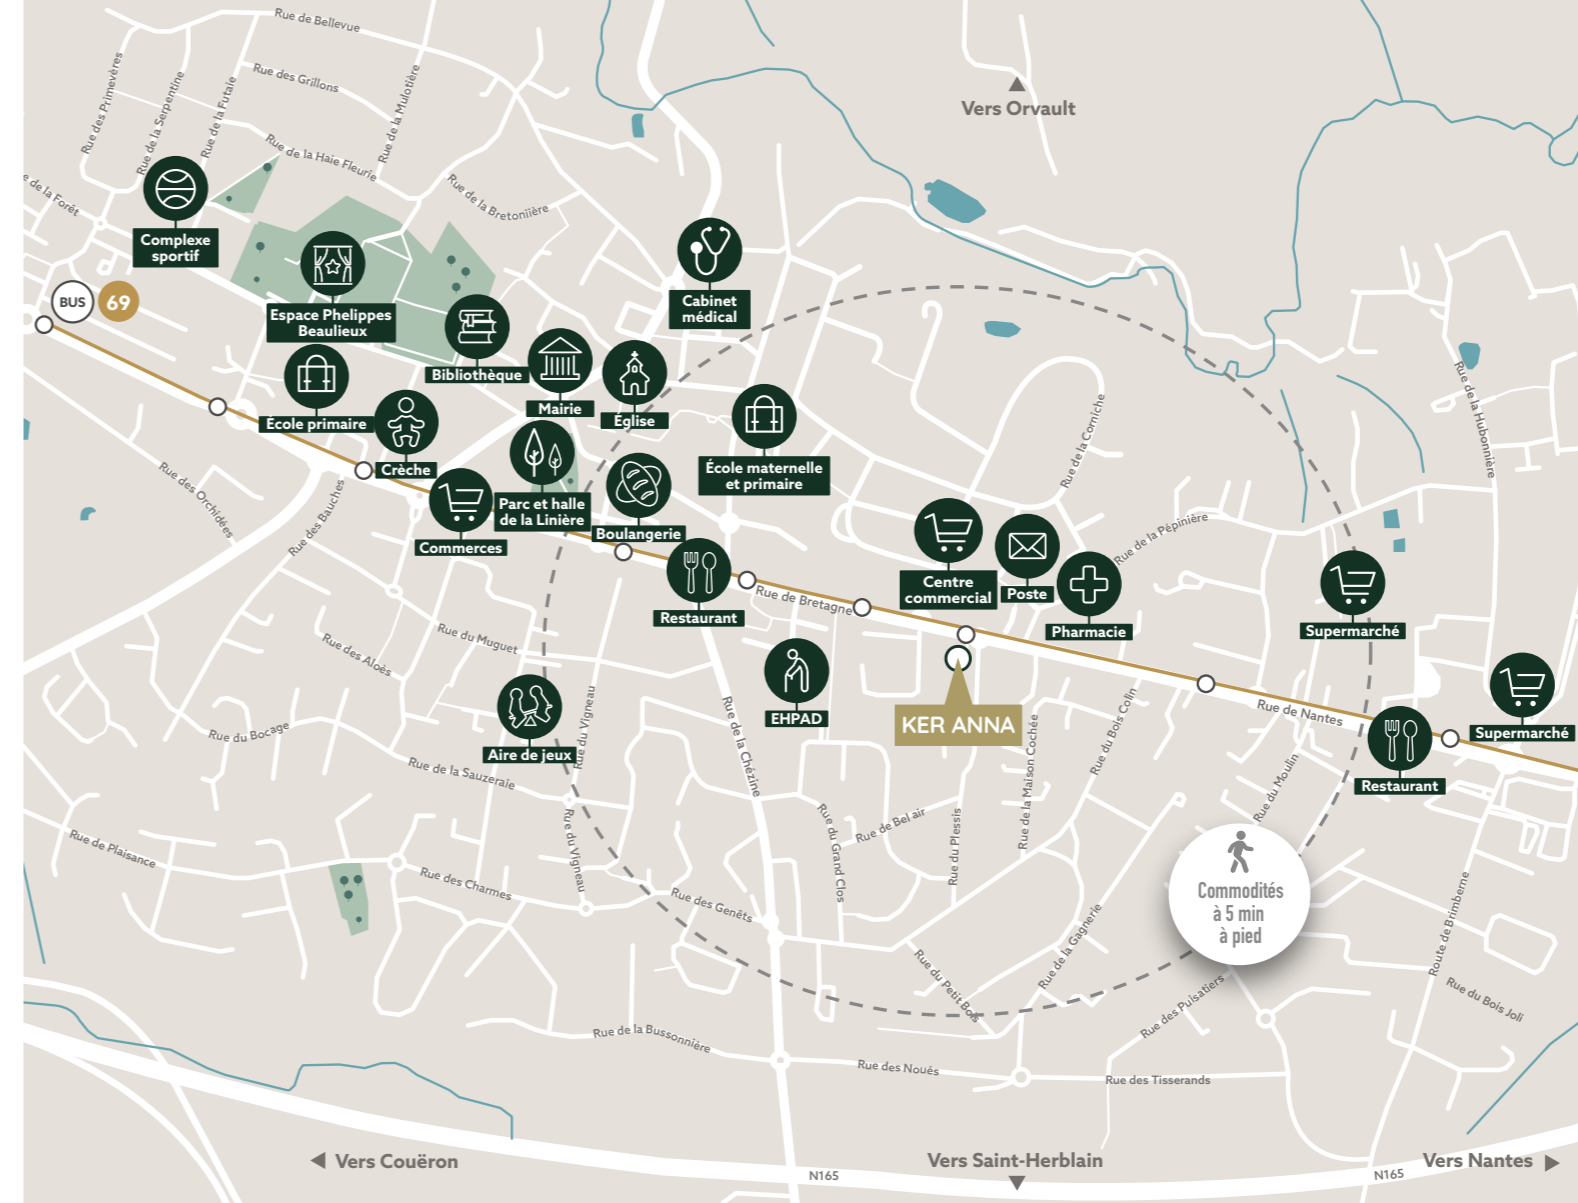 Rue de Bellevue
Rue des Primevères
Rue de la Serpentine
Rue de la Futaie
Rue des Grillons
Rue de la Mulotière
Rue de la Haie Fleurie
Rue de la Bretonnière
e de la Forêt
Vers Orvault
Complexe
sportif
BUS
69
Espace Phelippes
Beaulieux
Cabinet
médical
Bibliothèque
Mairie
Église
École primaire
Crèche
École maternelle
et primaire
Rue de la Corniche
Rue de la Hubonnière
Rue des Orchidées
Rue des Bauches
Commerces
Parc et halle
de la Linière
Boulangerie
Rue de la Pépinière
Restaurant
Rue de Bretagne
Centre
commercial
Poste
Pharmacie
Supermarché
Rue des Aloès
Rue du Muguet
EHPAD
KER ANNA
Rue du Bocage
Aire de jeux
Rue du Vigneau
Rue de la Chézine
Rue de la Maison Cochée
Rue du Bois Colin
Rue de Nantes
Restaurant
Supermarché
Rue de la Sauzeraie
Rue du Moulin
Rue de Plaisance
Rue du Vigneau
Rue du Grand Clos
Rue de Bel air
Rue du Plessis
Commodités
à 5 min
à pied
Rue des Charmes
Rue des Genêts
Rue du Petit Bois
Rue de la Gagnerie
Rue des Puisatiers
Route de Brimberne
Rue du Bois Joli
Rue de la Bussonnière
Rue des Noués
Rue des Tisserands
Vers Couëron
N165
Vers Saint-Herblain
N165
Vers Nantes